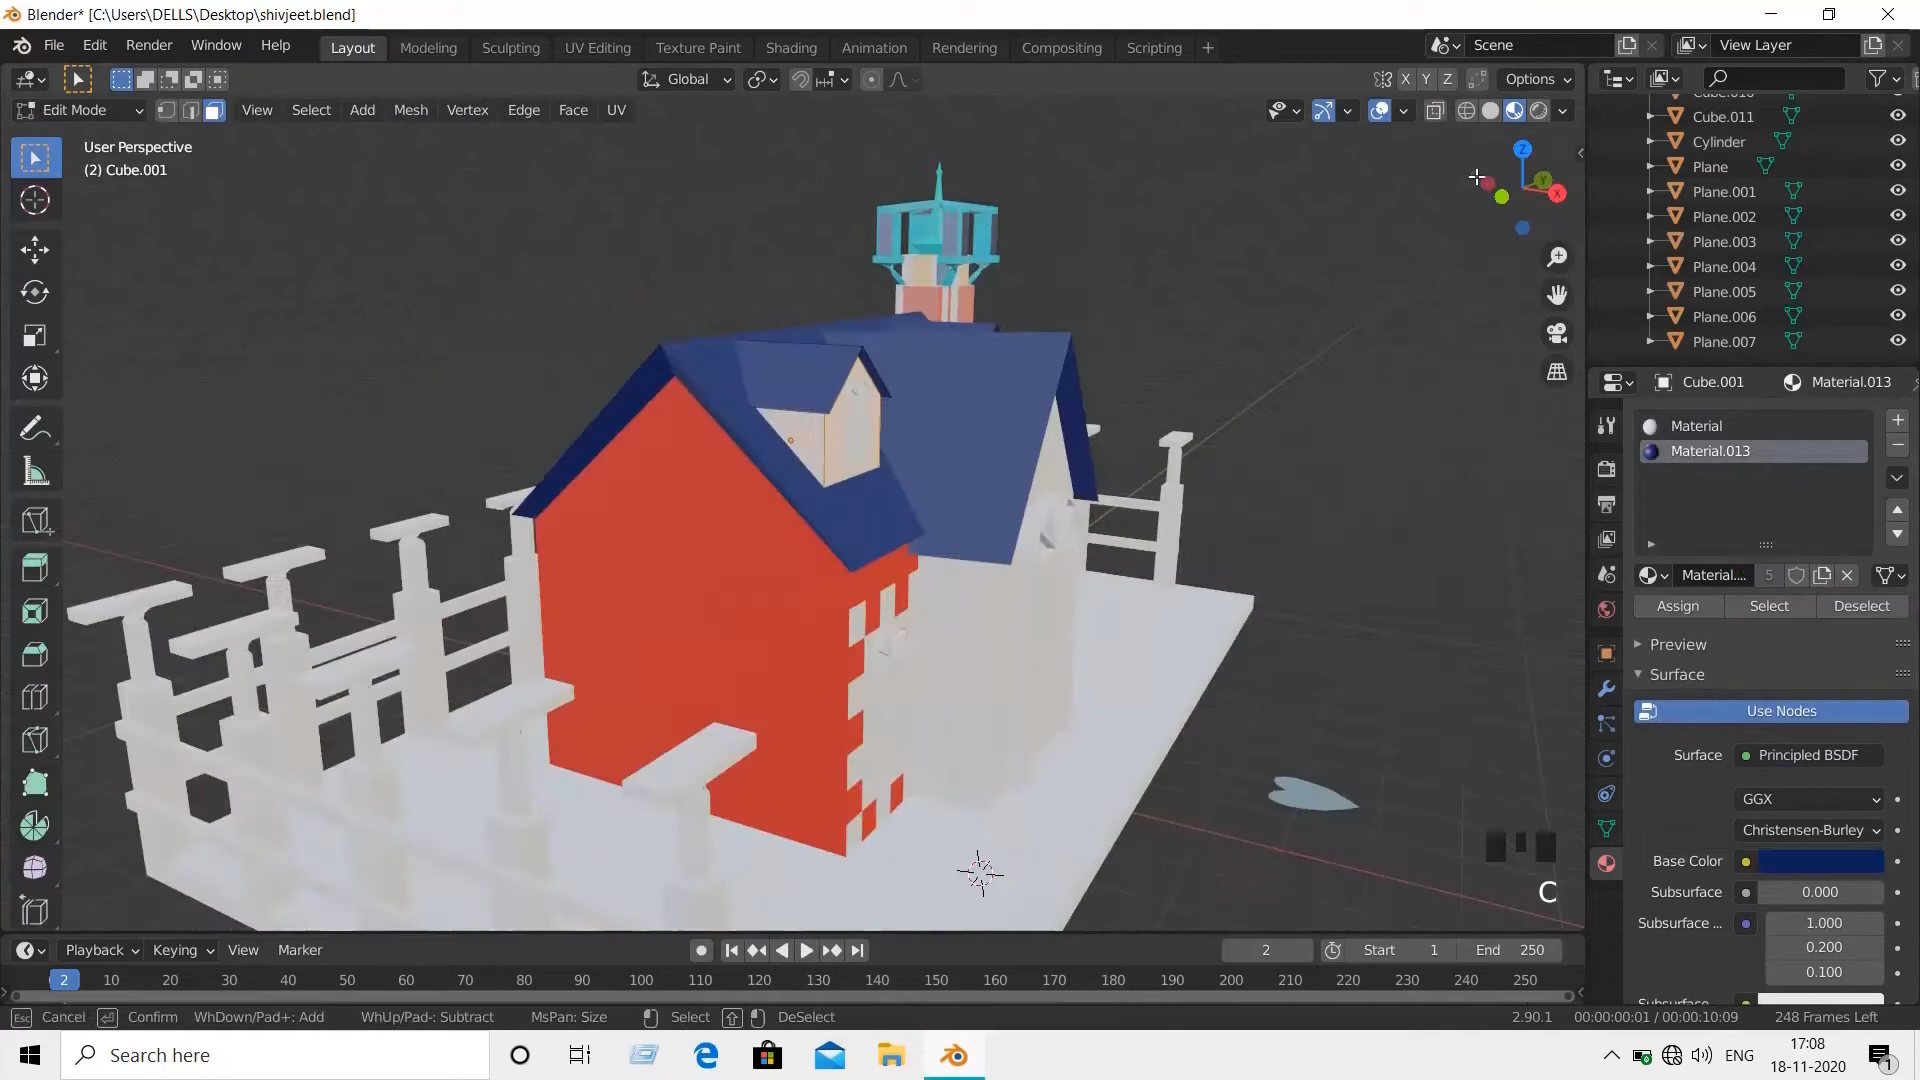 Blender* [C:\Users\DELLS\Desktop\shivjeet.blend]
File Edit Render Window Help Layout Modeling Sculpting UV Editing Texture Paint Shading Animation Rendering Compositing Scripting + Scene View Layer
Global X Y Z Options
Edit Mode View Select Add Mesh Vertex Edge Face UV
User Perspective
(2) Cube.001
Z
Y
X
Cube.011
Cylinder
Plane
Plane.001
Plane.002
Plane.003
Plane.004
Plane.005
Plane.006
Plane.007
Cube.001 Material.013
Material
Material.013
Material.... 5
Assign Select Deselect
Preview
Surface
Use Nodes
Surface Principled BSDF
GGX
Christensen-Burley
Base Color
Subsurface 0.000
Subsurface ... 1.000
0.200
0.100
C
Playback Keying View Marker 2 Start 1 End 250
2 10 20 30 40 50 60 70 80 90 100 110 120 130 140 150 160 170 180 190 200 210 220 230 240 250
Esc Cancel Confirm WhDown/Pad+: Add WhUp/Pad-: Subtract MsPan: Size Select DeSelect 2.90.1 00:00:00:01 / 00:00:10:09 248 Frames Left
Search here
ENG
17:08
18-11-2020
1